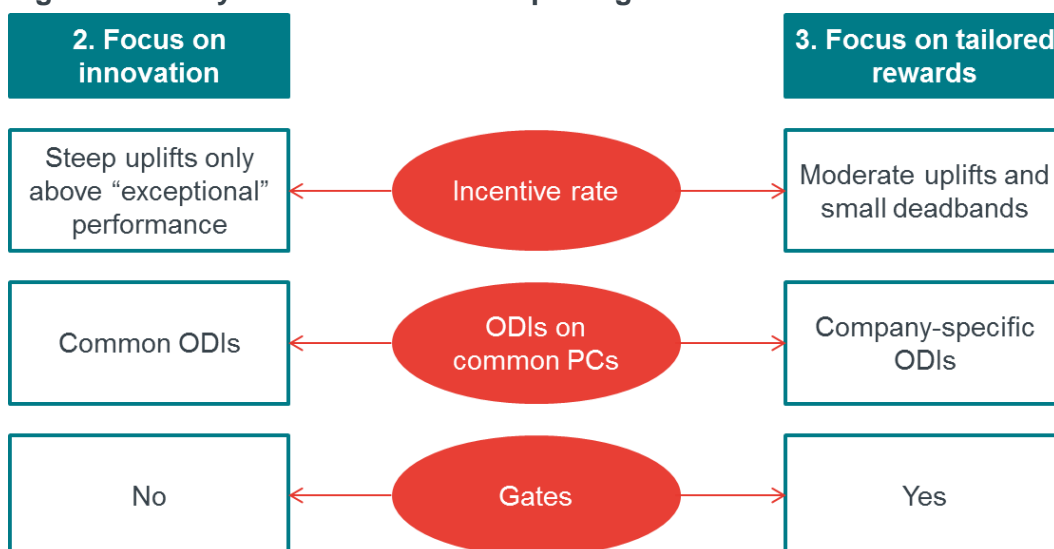 2. Focus on
innovation
3. Focus on tailored
rewards
Steep uplifts only
above “exceptional”
performance
Incentive rate
Moderate uplifts and
small deadbands
Common ODIs
ODIs on
common PCs
Company-specific
ODIs
No
Gates
Yes